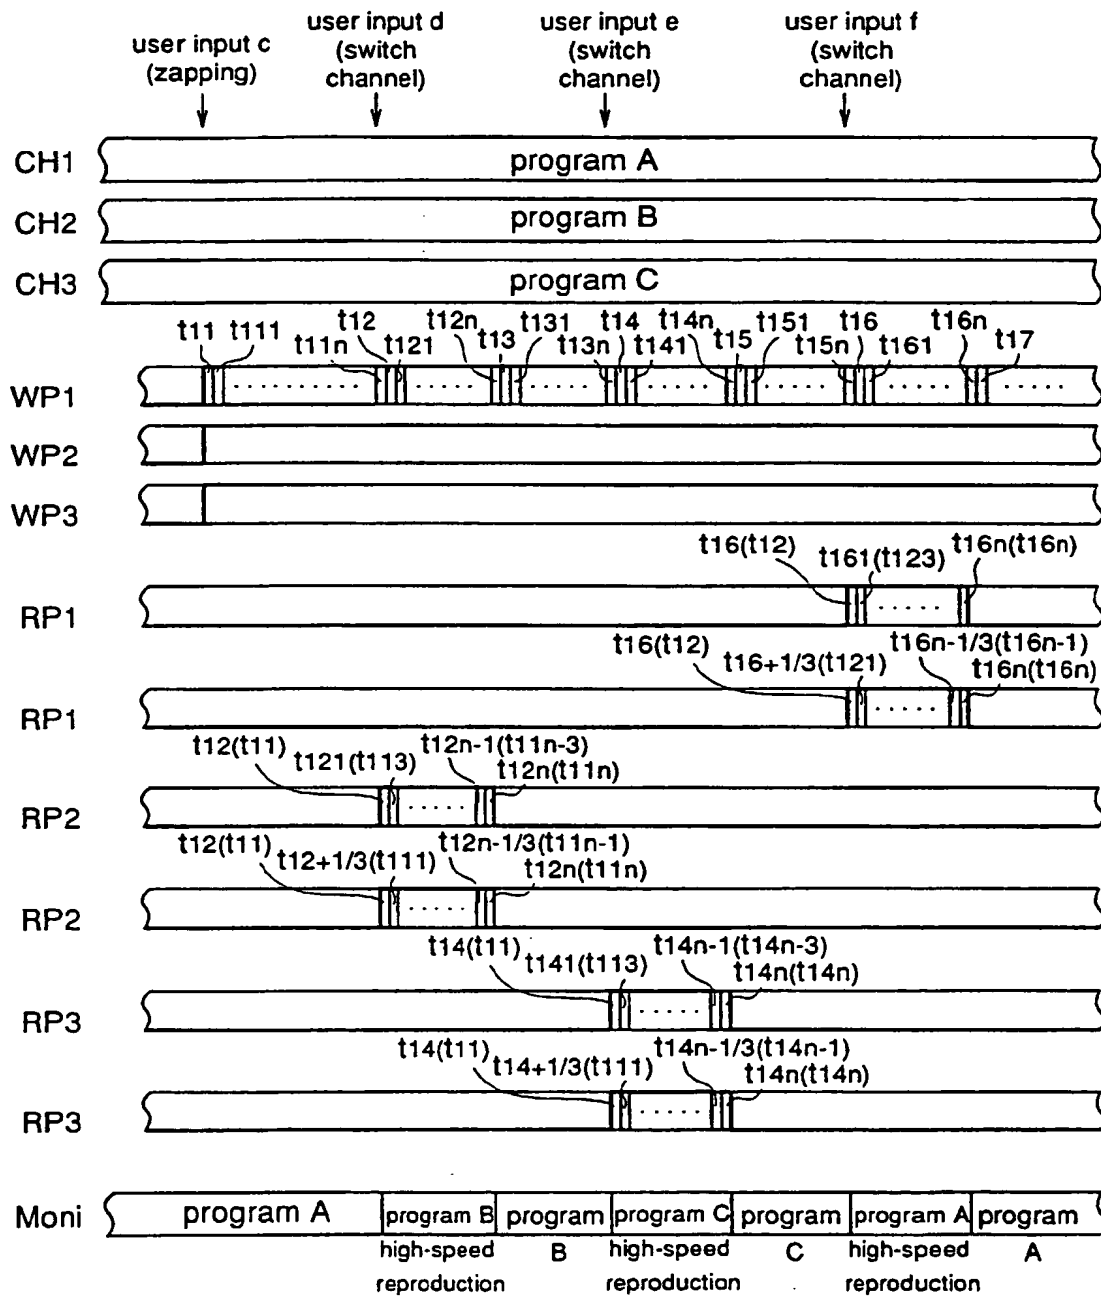 user input c
(zapping)
user input d
(switch
channel)
user input e
(switch
channel)
user input f
(switch
channel)
CH1 program A
CH2 program B
CH3 program C
t11 t111 t11n t12 t121 t12n t13 t131 t13n t14 t141 t14n t15 t151 t15n t16 t161 t16n t17
WP1
WP2
WP3
t16(t12) t161(t123) t16n(t16n)
RP1
t16(t12) t16+1/3(t121) t16n-1/3(t16n-1) t16n(t16n)
RP1
t12(t11) t121(t113) t12n-1(t11n-3) t12n(t11n)
RP2
t12(t11) t12+1/3(t111) t12n-1/3(t11n-1) t12n(t11n)
RP2
t14(t11) t141(t113) t14n-1(t14n-3) t14n(t14n)
RP3
t14(t11) t14+1/3(t111) t14n-1/3(t14n-1) t14n(t14n)
RP3
Moni program A program B program program C program program A program
high-speed B high-speed C high-speed A
reproduction reproduction reproduction